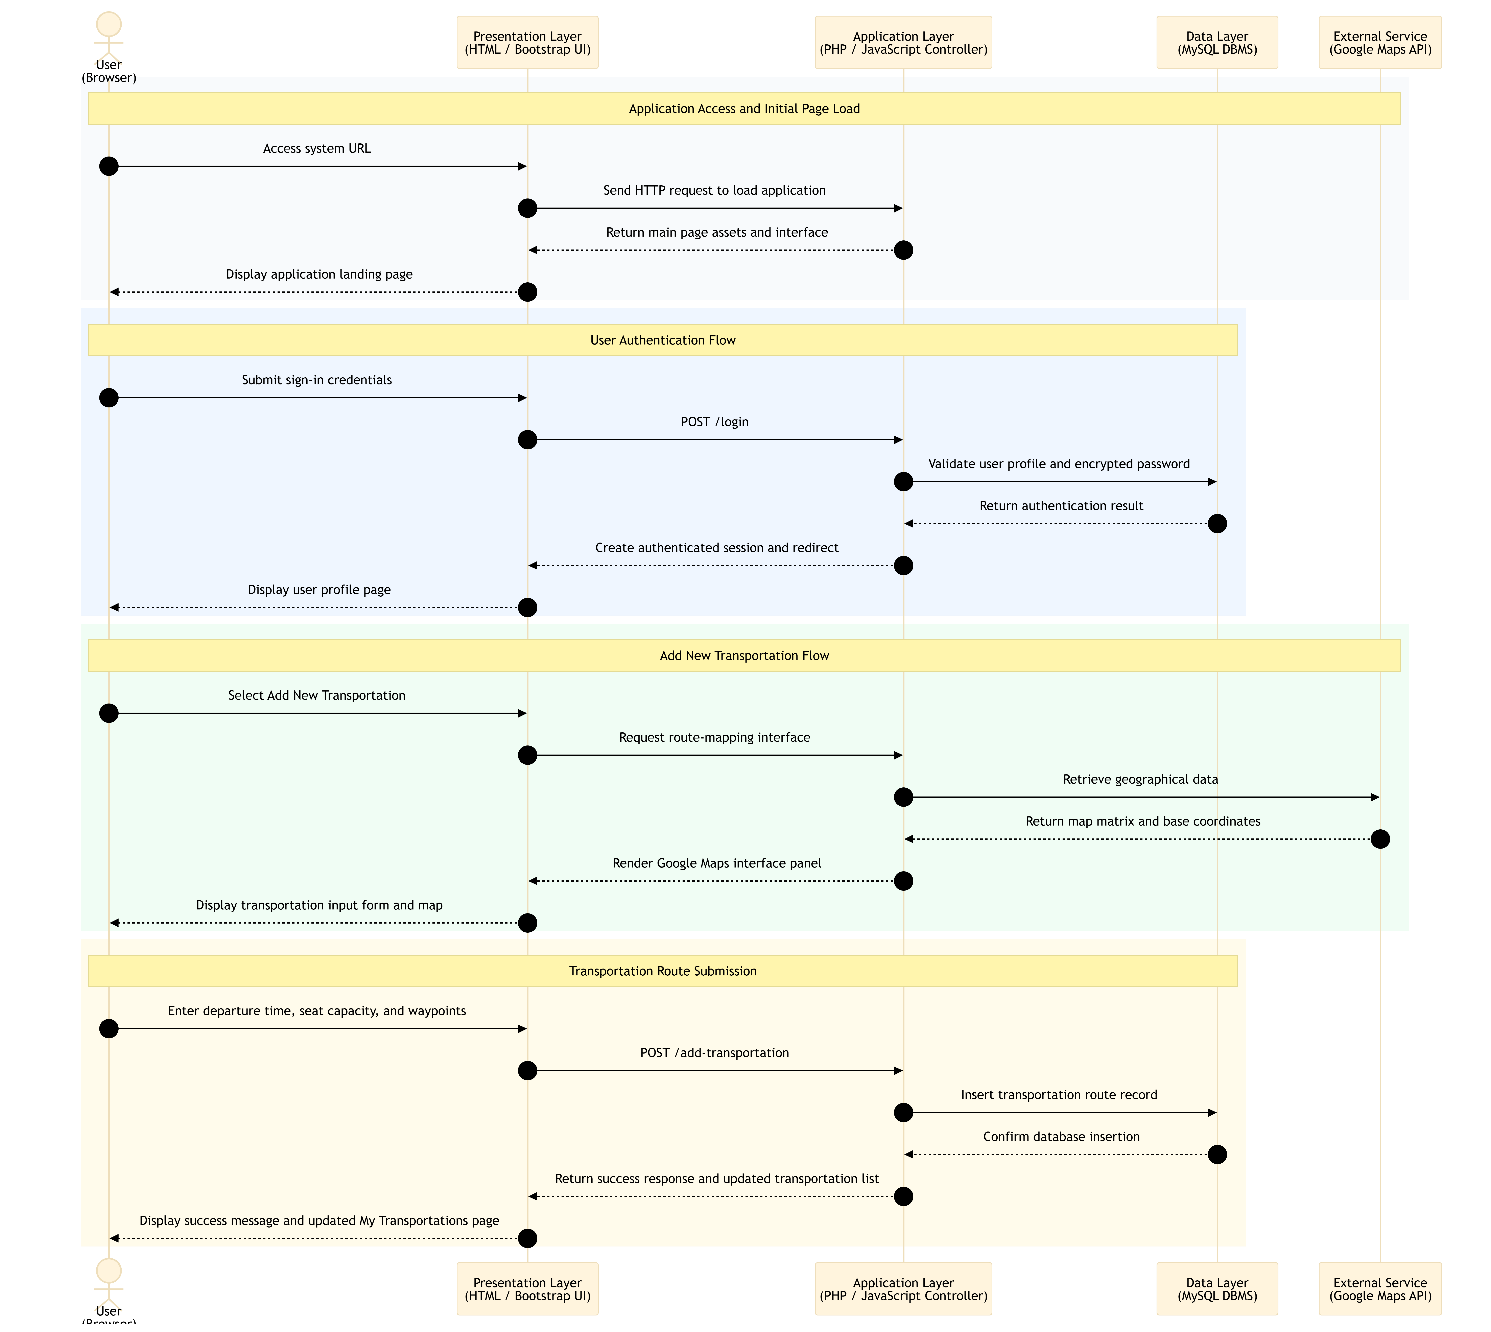 User
(Browser)
Presentation Layer
(HTML / Bootstrap UI)
Application Layer
(PHP / JavaScript Controller)
Data Layer
(MySQL DBMS)
External Service
(Google Maps API)
Application Access and Initial Page Load
Access system URL
Send HTTP request to load application
Return main page assets and interface
Display application landing page
User Authentication Flow
Submit sign-in credentials
POST /login
Validate user profile and encrypted password
Return authentication result
Create authenticated session and redirect
Display user profile page
Add New Transportation Flow
Select Add New Transportation
Request route-mapping interface
Retrieve geographical data
Return map matrix and base coordinates
Render Google Maps interface panel
Display transportation input form and map
Transportation Route Submission
Enter departure time, seat capacity, and waypoints
POST /add-transportation
Insert transportation route record
Confirm database insertion
Return success response and updated transportation list
Display success message and updated My Transportations page
User
(Browser)
Presentation Layer
(HTML / Bootstrap UI)
Application Layer
(PHP / JavaScript Controller)
Data Layer
(MySQL DBMS)
External Service
(Google Maps API)